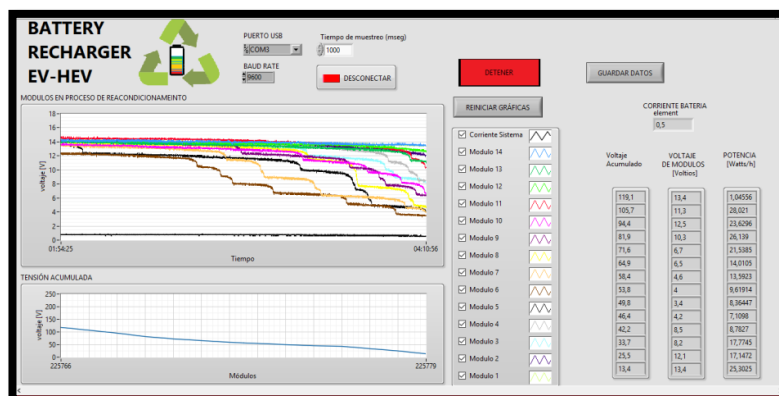 BATTERY
RECHARGER
EV-HEV
PUERTO USB
COM3
BAUD RATE
9600
Tiempo de muestreo (mseg)
1000
DESCONECTAR
DETENER
GUARDAR DATOS
REINICIAR GRÁFICAS
CORRIENTE BATERIA
element
0,5
MODULOS EN PROCESO DE REACONDICIONAMEINTO
voltaje [V]
18
16
14
12
10
8
6
4
2
0
01:54:25
04:10:56
Tiempo
TENSIÓN ACUMULADA
voltaje [V]
250
200
150
100
50
0
225766
225779
Módulos
Corriente Sistema
Modulo 14
Modulo 13
Modulo 12
Modulo 11
Modulo 10
Modulo 9
Modulo 8
Modulo 7
Modulo 6
Modulo 5
Modulo 4
Modulo 3
Modulo 2
Modulo 1
Voltaje
Acumulado
119,1
105,7
94,4
81,9
71,6
64,9
58,4
53,8
49,8
46,4
42,2
33,7
25,5
13,4
VOLTAJE
DE MODULOS
[Voltios]
13,4
11,3
12,5
10,3
6,7
6,5
4,6
4
3,4
4,2
8,5
8,2
12,1
13,4
POTENCIA
[Watts/h]
1,04556
28,021
23,6296
26,139
21,5385
14,0105
13,5923
9,61914
8,36447
7,1098
8,7827
17,7745
17,1472
25,3025